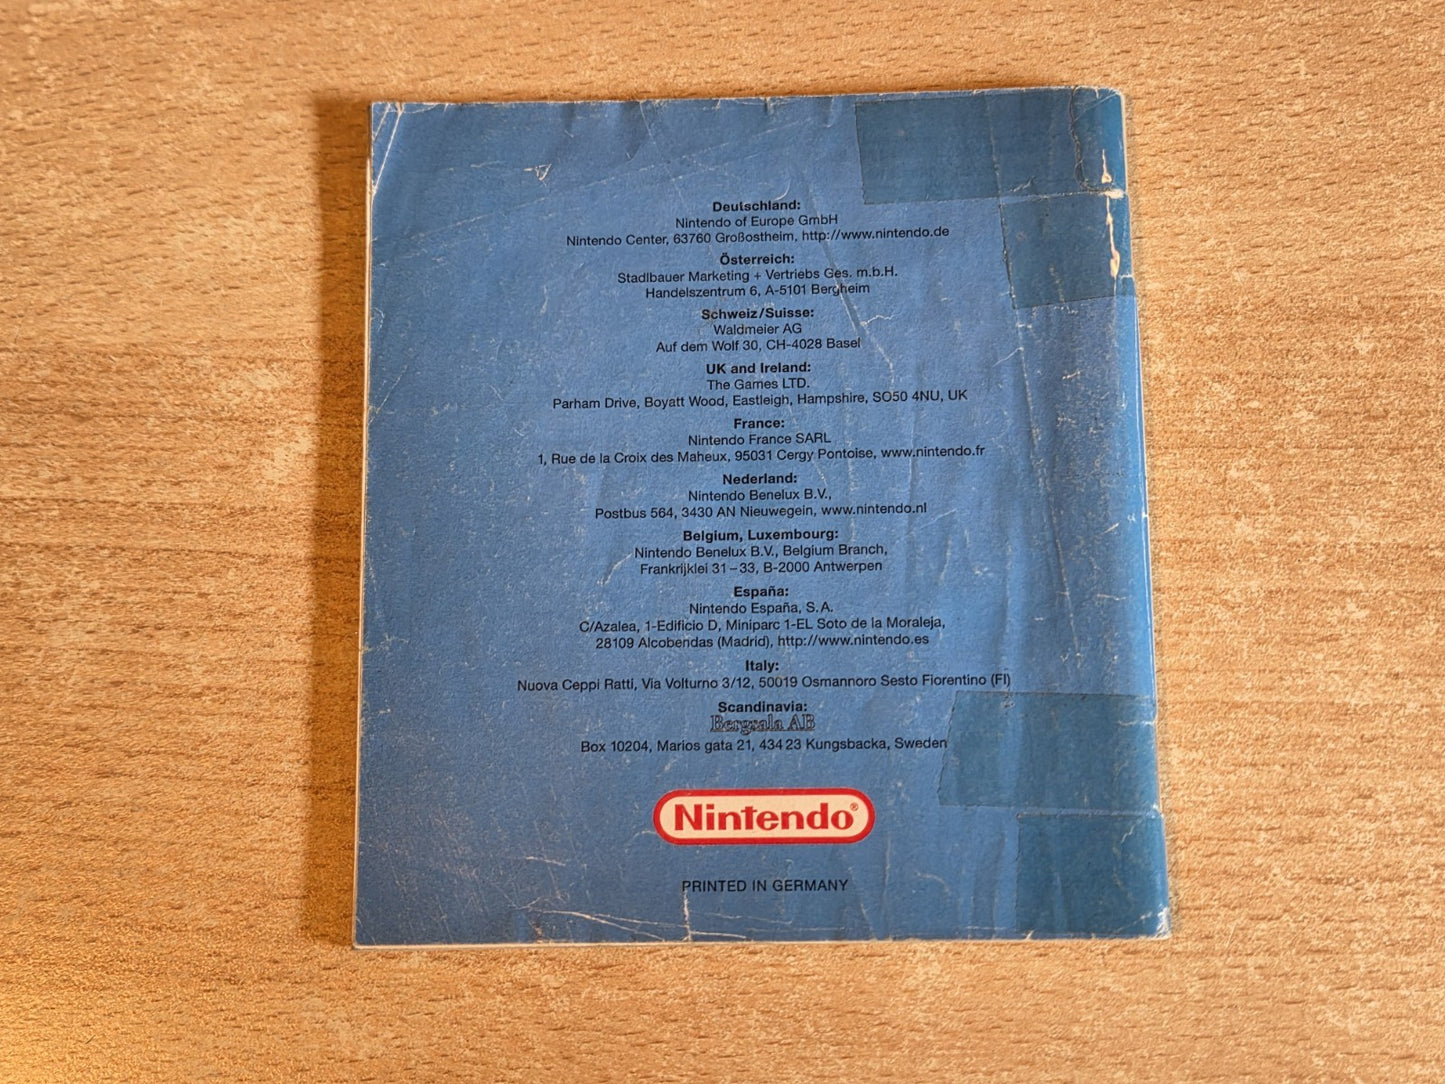 Deutschland:
Nintendo of Europe GmbH
Nintendo Center, 63760 Großostheim, http://www.nintendo.de
Österreich:
Stadlbauer Marketing + Vertriebs Ges. m.b.H.
Handelszentrum 6, A-5101 Bergheim
Schweiz/Suisse:
Waldmeier AG
Auf dem Wolf 30, CH-4028 Basel
UK and Ireland:
The Games LTD.
Parham Drive, Boyatt Wood, Eastleigh, Hampshire, SO50 4NU, UK
France:
Nintendo France SARL
1, Rue de la Croix des Maheux, 95031 Cergy Pontoise, www.nintendo.fr
Nederland:
Nintendo Benelux B.V.,
Postbus 564, 3430 AN Nieuwegein, www.nintendo.nl
Belgium, Luxembourg:
Nintendo Benelux B.V., Belgium Branch,
Frankrijklei 31–33, B-2000 Antwerpen
España:
Nintendo España, S.A.
C/Azalea, 1-Edificio D, Miniparc 1-EL Soto de la Moraleja,
28109 Alcobendas (Madrid), http://www.nintendo.es
Italy:
Nuova Ceppi Ratti, Via Volturno 3/12, 50019 Osmannoro Sesto Fiorentino (FI)
Scandinavia:
Bergsala AB
Box 10204, Marios gata 21, 434 23 Kungsbacka, Sweden
Nintendo®
PRINTED IN GERMANY